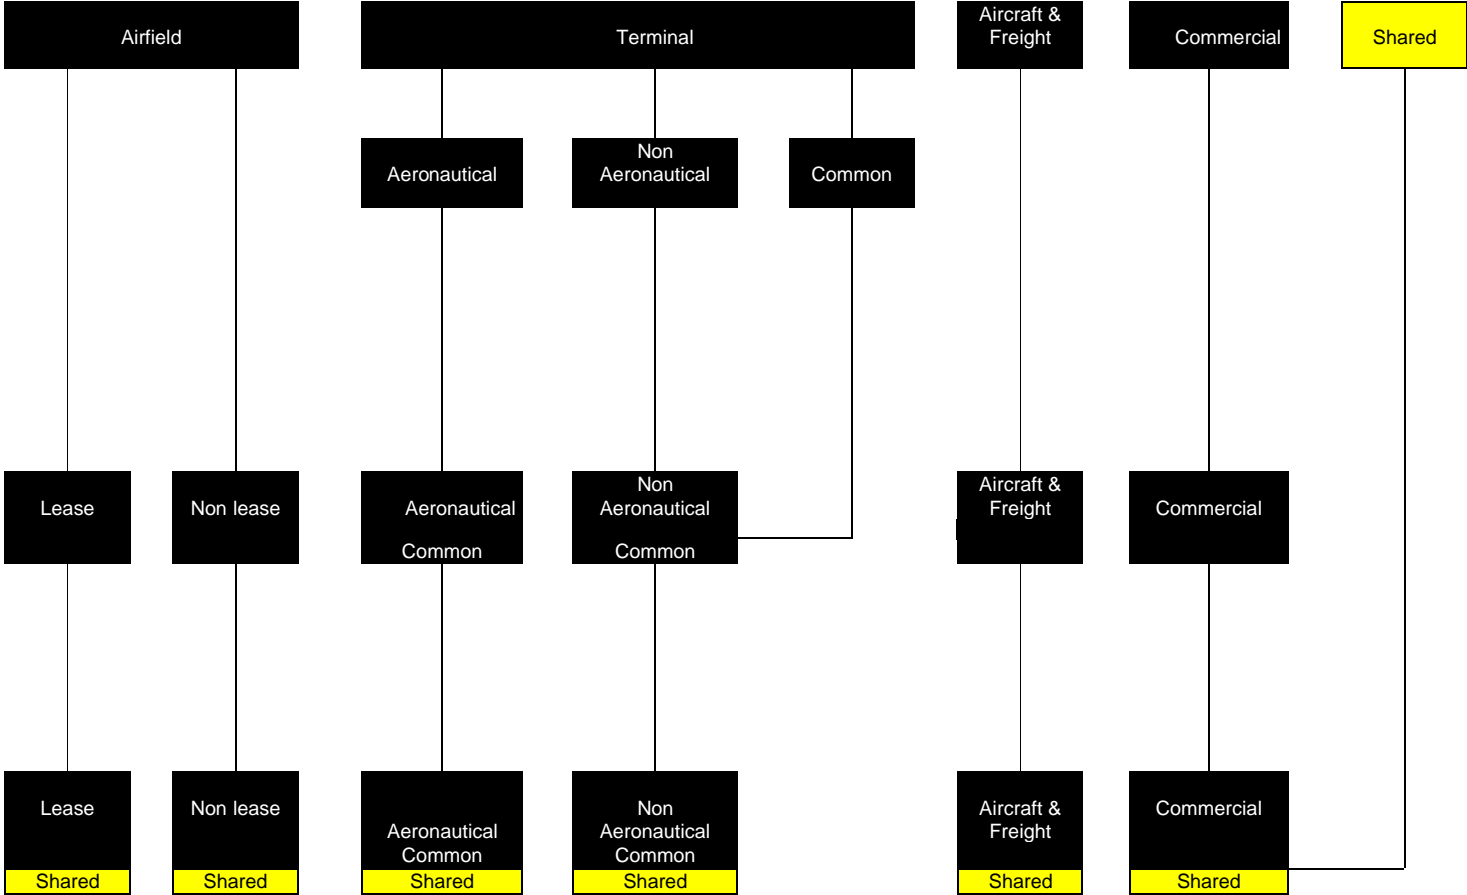 Airfield
Terminal
Aircraft &
Freight
Commercial
Shared
Aeronautical
Non
Aeronautical
Common
Lease
Non lease
Aeronautical
Common
Non
Aeronautical
Common
Aircraft &
Freight
Commercial
Lease
Shared
Non lease
Shared
Aeronautical
Common
Shared
Non
Aeronautical
Common
Shared
Aircraft &
Freight
Shared
Commercial
Shared